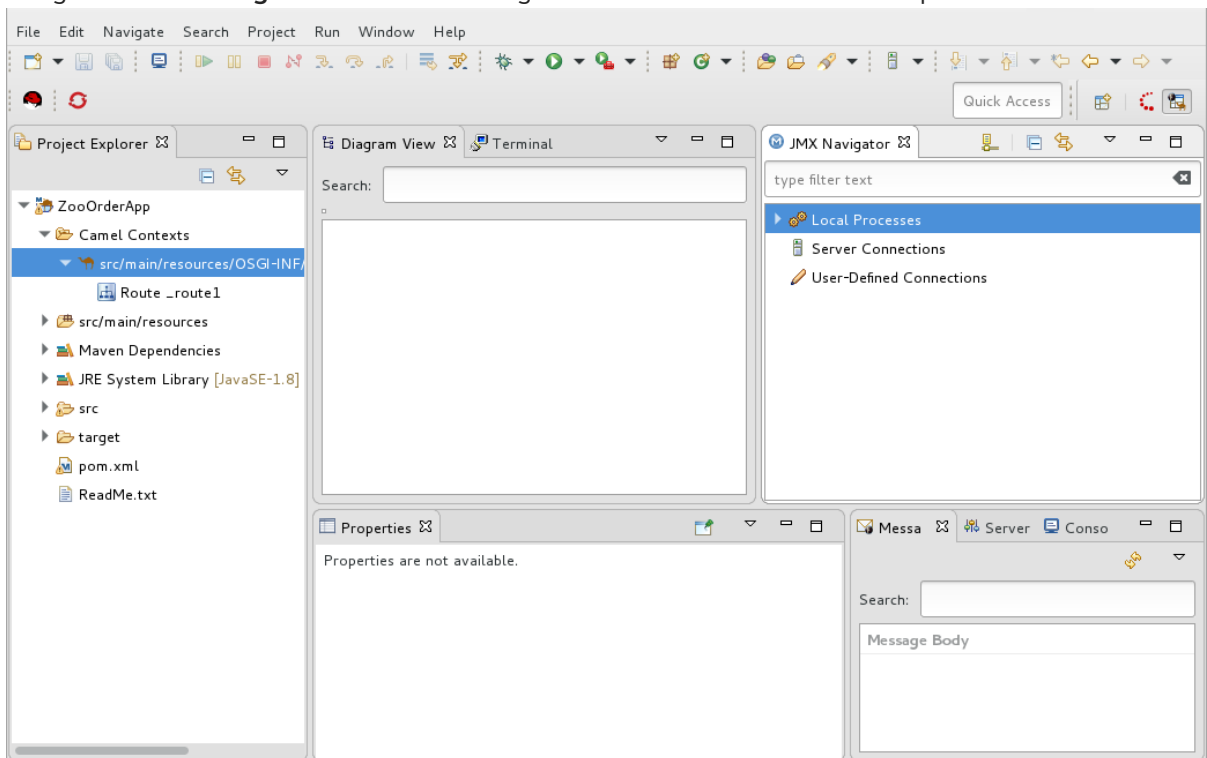 File Edit Navigate Search Project Run Window Help
Quick Access
Project Explorer
ZooOrderApp
Camel Contexts
src/main/resources/OSGI-INF/
Route _route1
src/main/resources
Maven Dependencies
JRE System Library [JavaSE-1.8]
src
target
pom.xml
ReadMe.txt
Diagram View Terminal
Search:
JMX Navigator
type filter text
Local Processes
Server Connections
User-Defined Connections
Properties
Properties are not available.
Messa Server Conso
Search:
Message Body